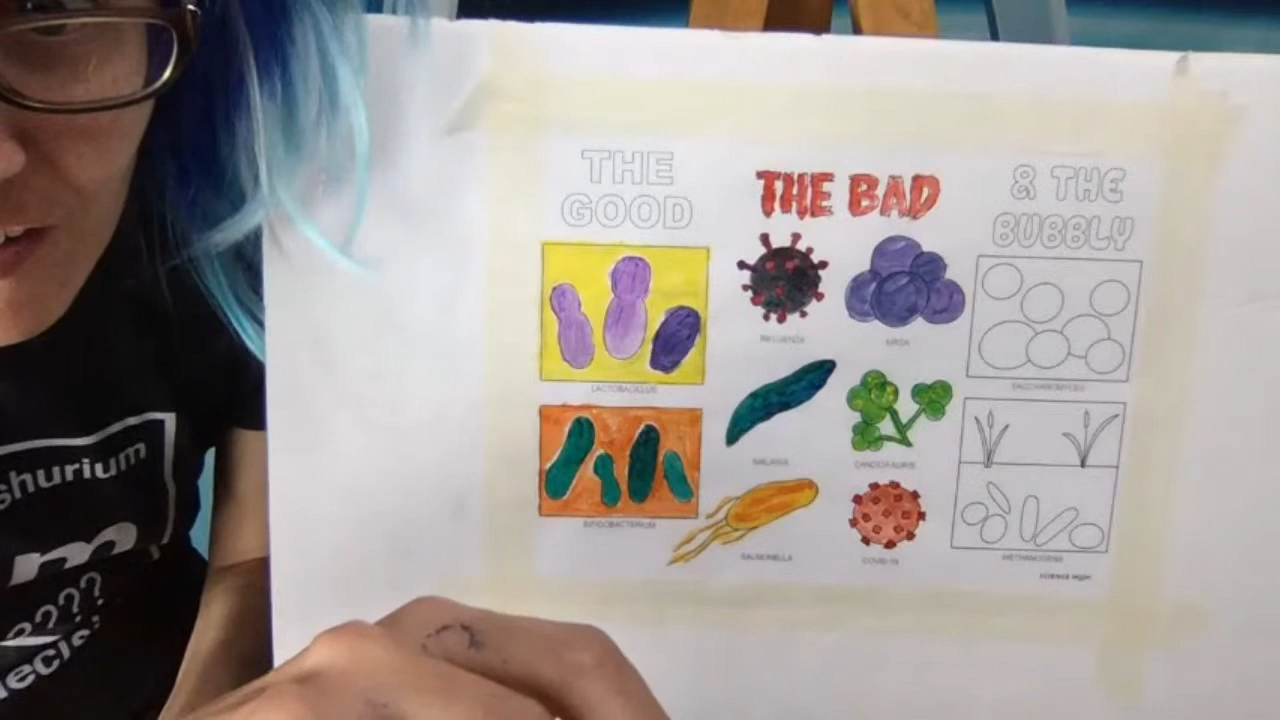 THE
GOOD
LACTOBACILLUS
BIFIDOBACTERIUM
THE BAD
INFLUENZA
MRSA
MALARIA
CANDIDA AURIS
SALMONELLA
COVID-19
& THE
BUBBLY
SACCHAROMYCES
METHANOGENS
SCIENCE MOM
shurium
m
????